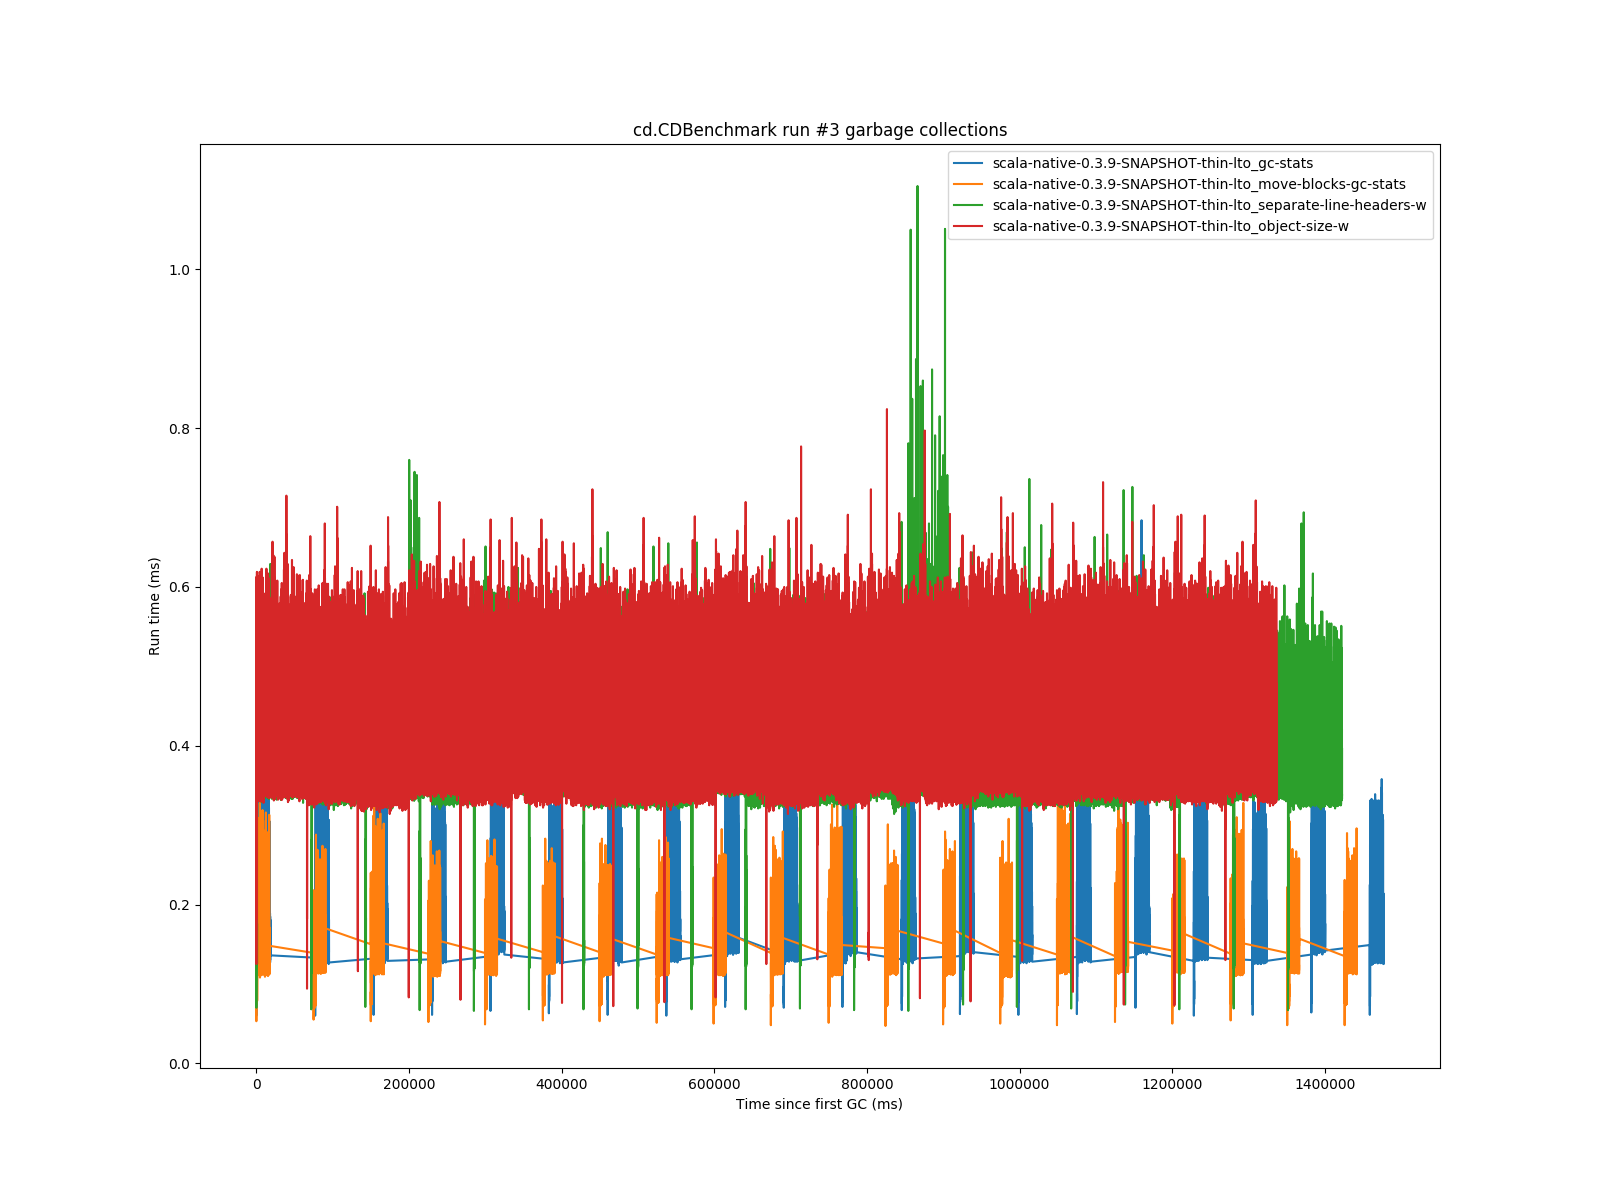 cd.CDBenchmark run #3 garbage collections
scala-native-0.3.9-SNAPSHOT-thin-lto_gc-stats
scala-native-0.3.9-SNAPSHOT-thin-lto_move-blocks-gc-stats
scala-native-0.3.9-SNAPSHOT-thin-lto_separate-line-headers-w
scala-native-0.3.9-SNAPSHOT-thin-lto_object-size-w
1.0
0.8
0.6
0.4
0.2
0.0
Run time (ms)
0 200000 400000 600000 800000 1000000 1200000 1400000
Time since first GC (ms)